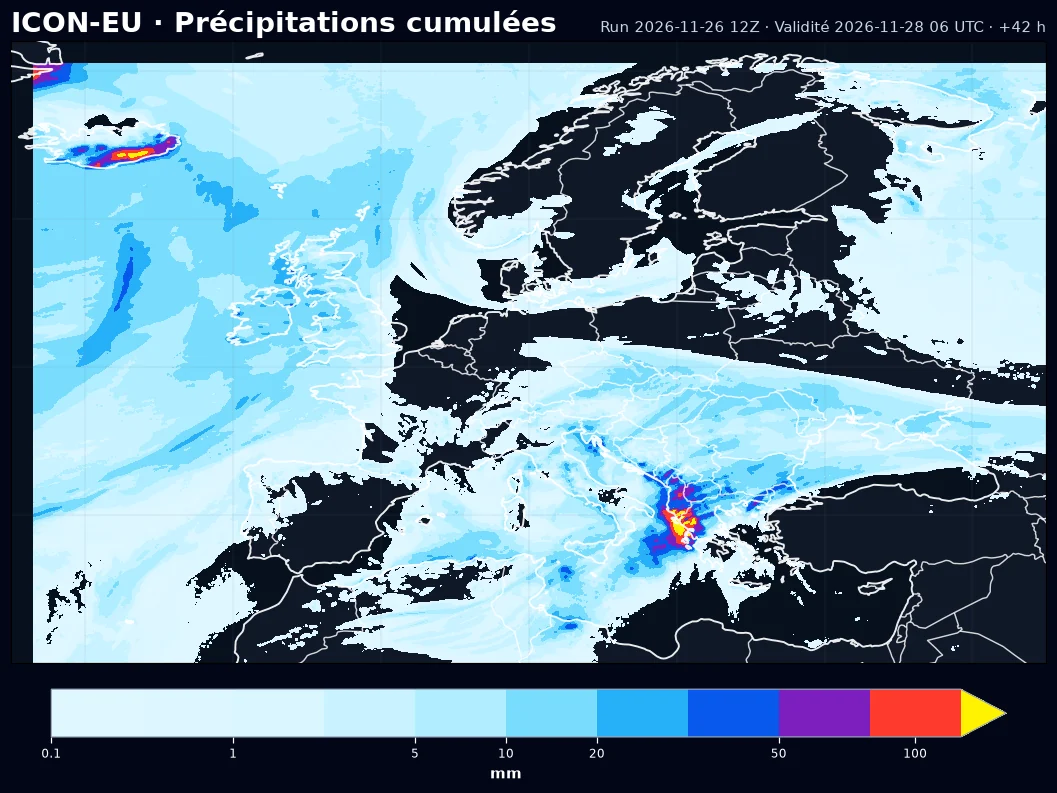 ICON-EU · Précipitations cumulées
Run 2026-11-26 12Z · Validité 2026-11-28 06 UTC · +42 h
0.1 1 5 10 20 50 100
mm